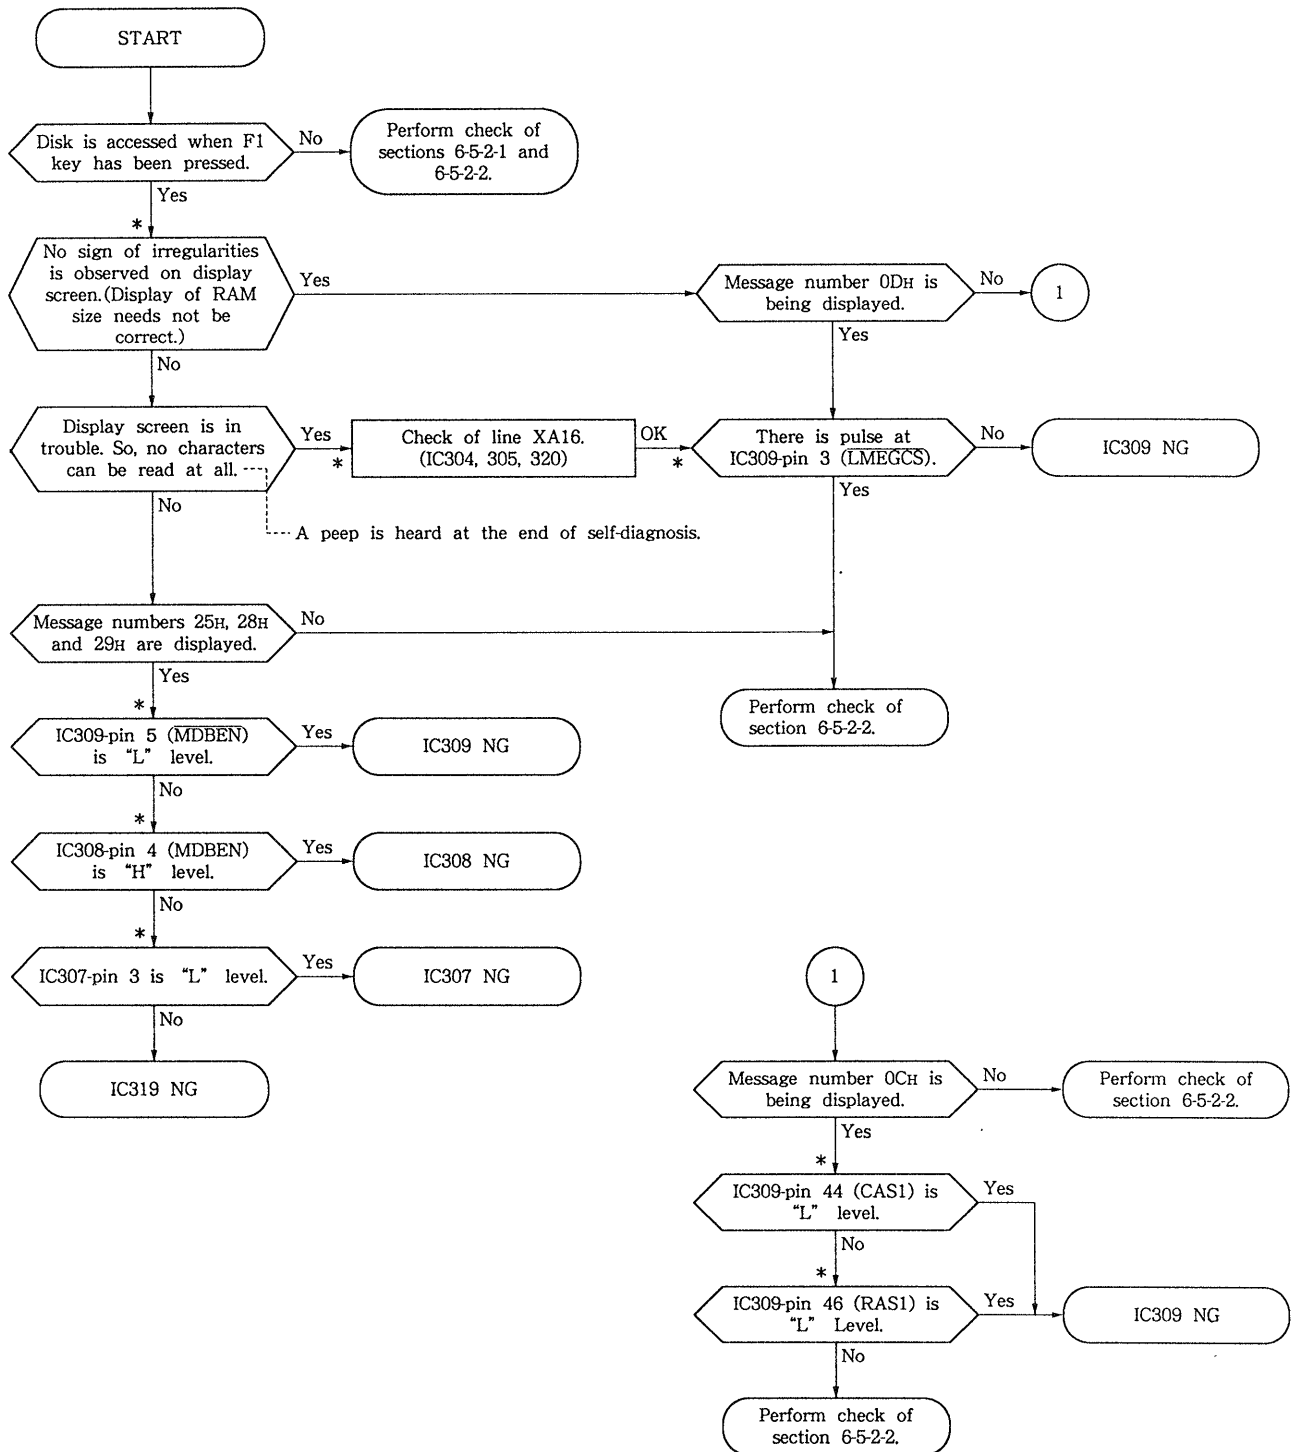 START
Disk is accessed when F1
key has been pressed.
No
Perform check of
sections 6-5-2-1 and
6-5-2-2.
Yes
*
No sign of irregularities
is observed on display
screen.(Display of RAM
size needs not be
correct.)
Yes
Message number 0DH is
being displayed.
No
1
Yes
No
Display screen is in
trouble. So, no characters
can be read at all.
Yes
*
Check of line XA16.
(IC304, 305, 320)
OK
*
There is pulse at
IC309-pin 3 (LMEGCS).
No
IC309 NG
Yes
No
A peep is heard at the end of self-diagnosis.
Message numbers 25H, 28H
and 29H are displayed.
No
Yes
Perform check of
section 6-5-2-2.
*
IC309-pin 5 (MDBEN)
is “L” level.
Yes
IC309 NG
No
*
IC308-pin 4 (MDBEN)
is “H” level.
Yes
IC308 NG
No
*
IC307-pin 3 is “L” level.
Yes
IC307 NG
No
IC319 NG
1
Message number 0CH is
being displayed.
No
Perform check of
section 6-5-2-2.
Yes
*
IC309-pin 44 (CAS1) is
“L” level.
Yes
No
*
IC309-pin 46 (RAS1) is
“L” Level.
Yes
IC309 NG
No
Perform check of
section 6-5-2-2.